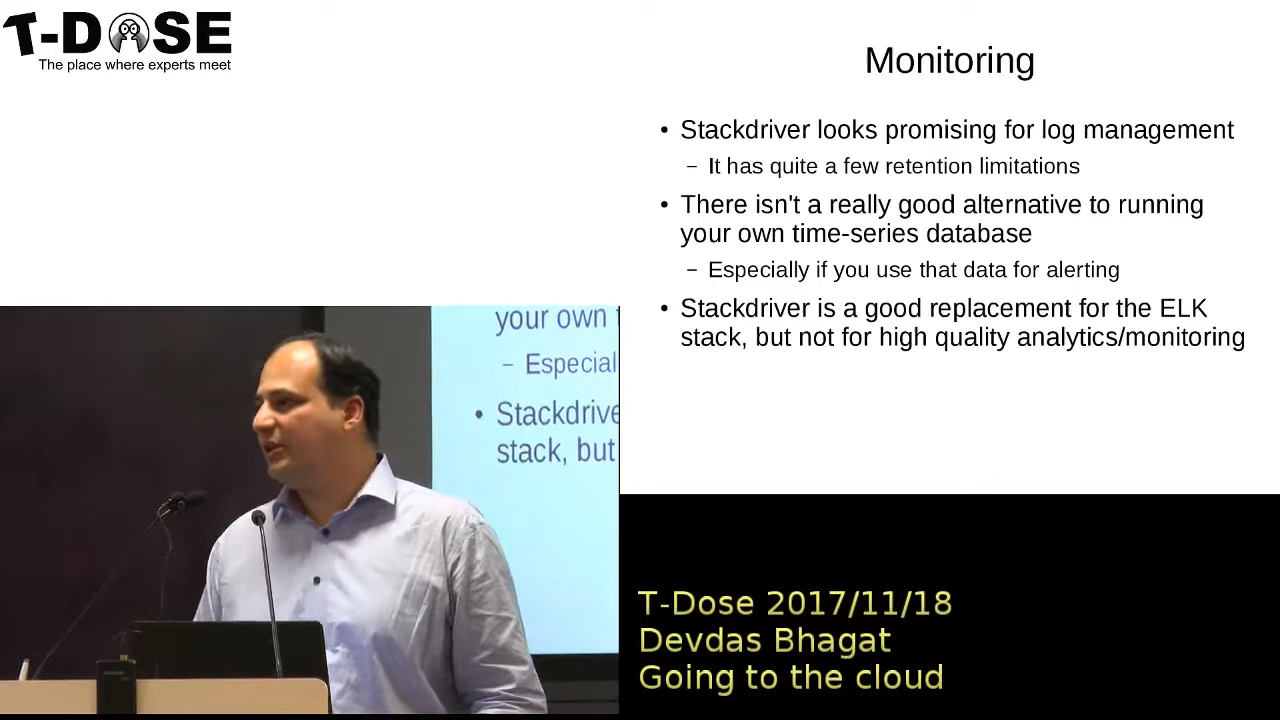 T-DOSE
The place where experts meet
Monitoring
• Stackdriver looks promising for log management
– It has quite a few retention limitations
• There isn't a really good alternative to running
your own time-series database
– Especially if you use that data for alerting
• Stackdriver is a good replacement for the ELK
stack, but not for high quality analytics/monitoring
your own
– Especial
• Stackdrive
stack, but
T-Dose 2017/11/18
Devdas Bhagat
Going to the cloud